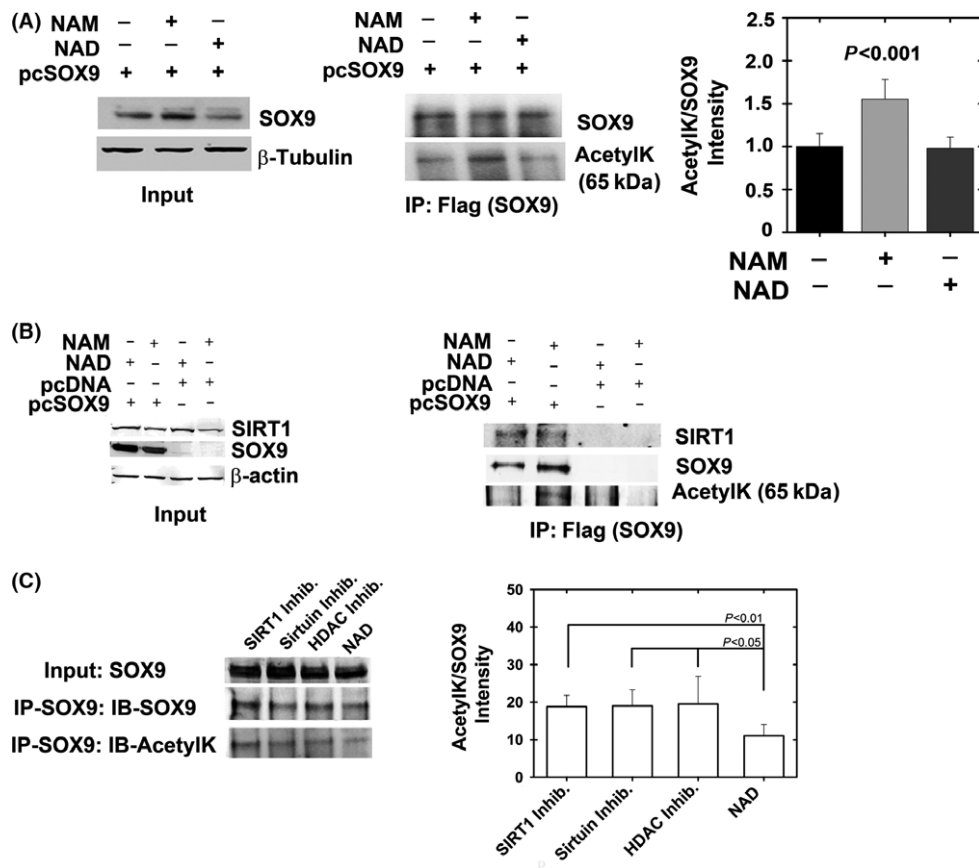 (A)
NAM – + –
NAD – – +
pcSOX9 + + +
SOX9
β-Tubulin
Input
NAM – + –
NAD – – +
pcSOX9 + + +
SOX9
AcetylK
(65 kDa)
IP: Flag (SOX9)
AcetylK/SOX9
Intensity
2.5
2.0
1.5
1.0
0.5
0
P<0.001
NAM – + –
NAD – – +
(B)
NAM – + – +
NAD + – + –
pcDNA – – + +
pcSOX9 + + – –
SIRT1
SOX9
β-actin
Input
NAM – + – +
NAD + – + –
pcDNA – – + +
pcSOX9 + + – –
SIRT1
SOX9
AcetylK (65 kDa)
IP: Flag (SOX9)
(C)
SIRT1 Inhib.
Sirtuin Inhib.
HDAC Inhib.
NAD
Input: SOX9
IP-SOX9: IB-SOX9
IP-SOX9: IB-AcetylK
AcetylK/SOX9
Intensity
50
40
30
20
10
0
P<0.01
P<0.05
SIRT1 Inhib.
Sirtuin Inhib.
HDAC Inhib.
NAD